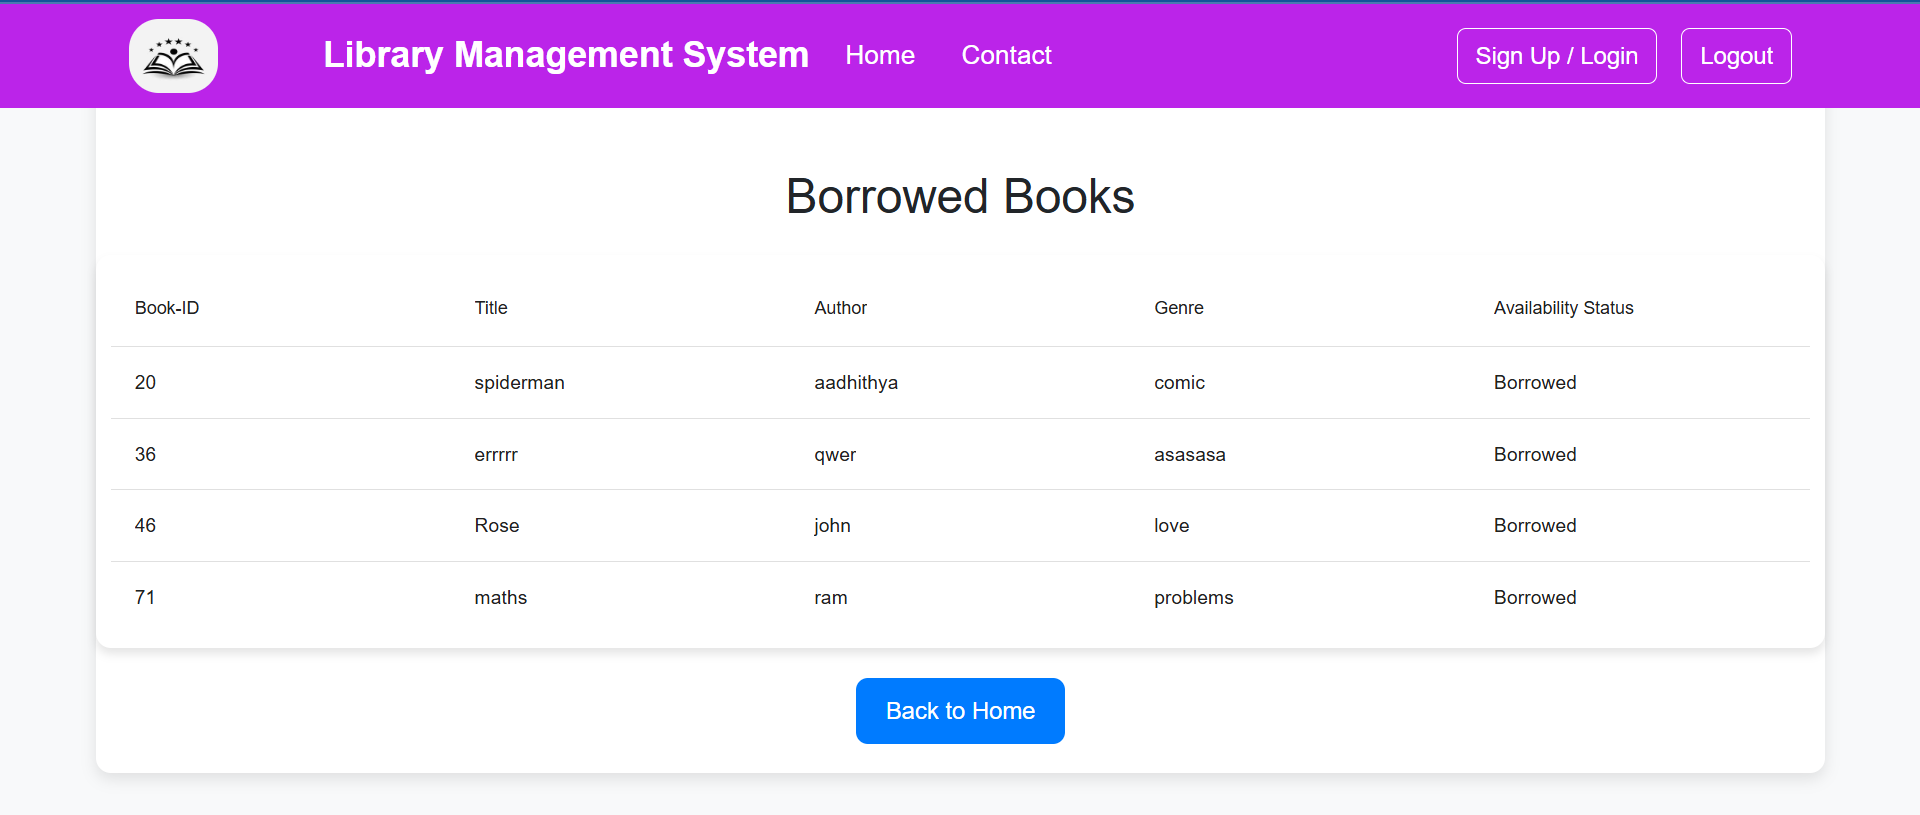 Library Management System Home Contact Sign Up / Login Logout
Borrowed Books
Book-ID Title Author Genre Availability Status
20 spiderman aadhithya comic Borrowed
36 errrrr qwer asasasa Borrowed
46 Rose john love Borrowed
71 maths ram problems Borrowed
Back to Home